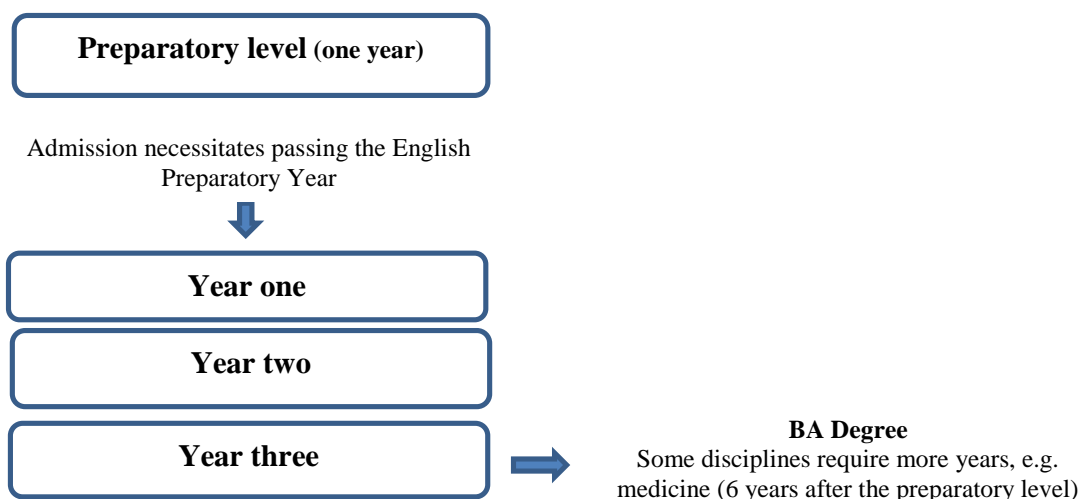 Preparatory level (one year)
Admission necessitates passing the English
Preparatory Year
Year one
Year two
Year three
BA Degree
Some disciplines require more years, e.g.
medicine (6 years after the preparatory level)